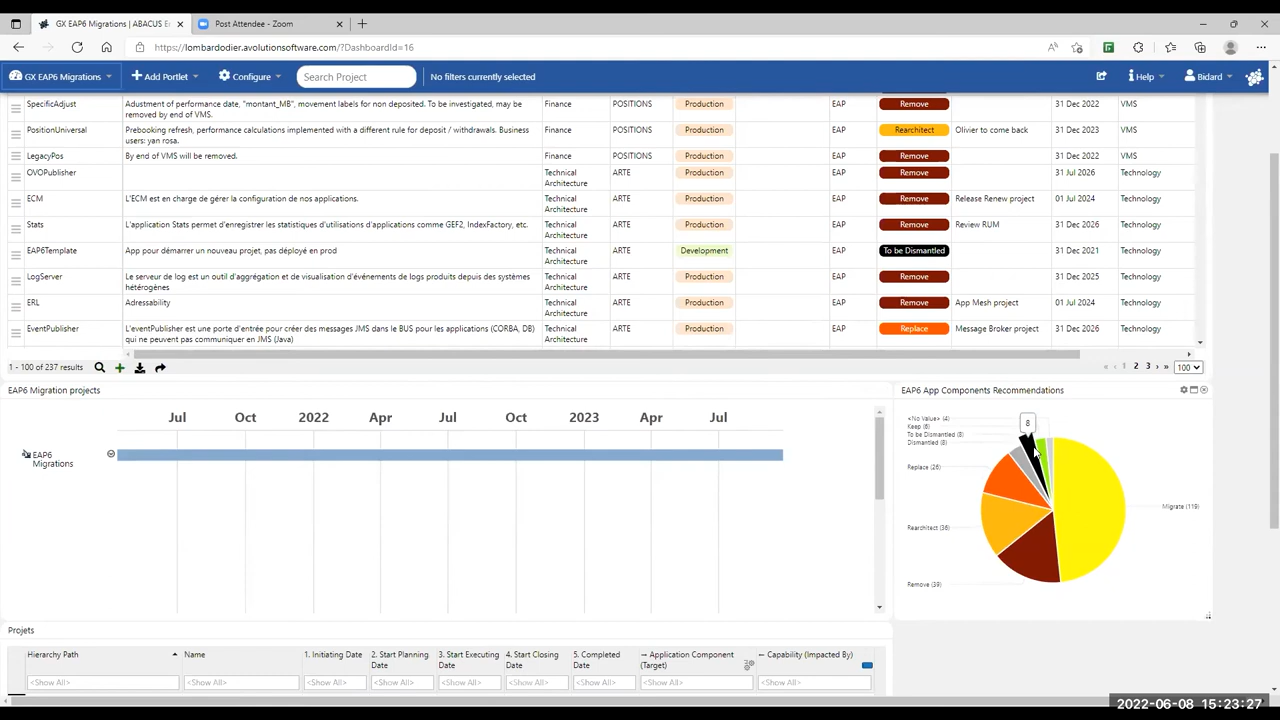 GX EAP6 Migrations | ABACUS E
Post Attendee - Zoom
https://lombardodier.avolutionsoftware.com/?DashboardId=16
GX EAP6 Migrations
Add Portlet
Configure
Search Project
No filters currently selected
Help
Bidard
SpecificAdjust
Adustment of performance date, "montant_MB", movement labels for non deposited. To be investigated, may be
removed by end of VMS.
Finance
POSITIONS
Production
EAP
Remove
31 Dec 2022
VMS
PositionUniversal
Prebooking refresh, performance calculations implemented with a different rule for deposit / withdrawals. Business
users: yan rosa.
Finance
POSITIONS
Production
EAP
Rearchitect
Olivier to come back
31 Dec 2023
VMS
LegacyPos
By end of VMS will be removed.
Finance
POSITIONS
Production
EAP
Remove
31 Dec 2022
VMS
OVOPublisher
Technical
Architecture
ARTE
Production
EAP
Remove
31 Jul 2026
Technology
ECM
L'ECM est en charge de gerer la configuration de nos applications.
Technical
Architecture
ARTE
Production
EAP
Remove
Release Renew project
01 Jul 2024
Technology
Stats
L'application Stats permet d'enregistrer les statistiques d'utilisations d'applications comme GEF2, IndexFactory, etc.
Technical
Architecture
ARTE
Production
EAP
Remove
Review RUM
31 Dec 2026
Technology
EAP6Template
App pour démarrer un nouveau projet, pas déployé en prod
Technical
Architecture
ARTE
Development
EAP
To be Dismantled
31 Dec 2021
Technology
LogServer
Le serveur de log est un outil d'aggrégation et de visualisation d'événements de logs produits depuis des systèmes
hétérogènes
Technical
Architecture
ARTE
Production
EAP
Remove
31 Dec 2025
Technology
ERL
Adressability
Technical
Architecture
ARTE
Production
EAP
Remove
App Mesh project
01 Jul 2024
Technology
EventPublisher
L'eventPublisher est une porte d'entrée pour créer des messages JMS dans le BUS pour les applications (CORBA, DB)
qui ne peuvent pas communiquer en JMS (Java)
Technical
Architecture
ARTE
Production
EAP
Replace
Message Broker project
31 Dec 2026
Technology
1 - 100 of 237 results
« ‹ 1 2 3 › »
100
EAP6 Migration projects
Jul Oct 2022 Apr Jul Oct 2023 Apr Jul
EAP6
Migrations
EAP6 App Components Recommendations
8
<No Value> (4)
Keep (6)
To be Dismantled (8)
Dismantled (8)
Replace (26)
Rearchitect (36)
Remove (39)
Migrate (119)
Projets
Hierarchy Path
Name
1. Initiating Date
2. Start Planning
Date
3. Start Executing
Date
4. Start Closing
Date
5. Completed
Date
→ Application Component
(Target)
← Capability (Impacted By)
<Show All>
<Show All>
<Show All>
<Show All>
<Show All>
<Show All>
<Show All>
<Show All>
<Show All>
2022-06-08 15:23:27